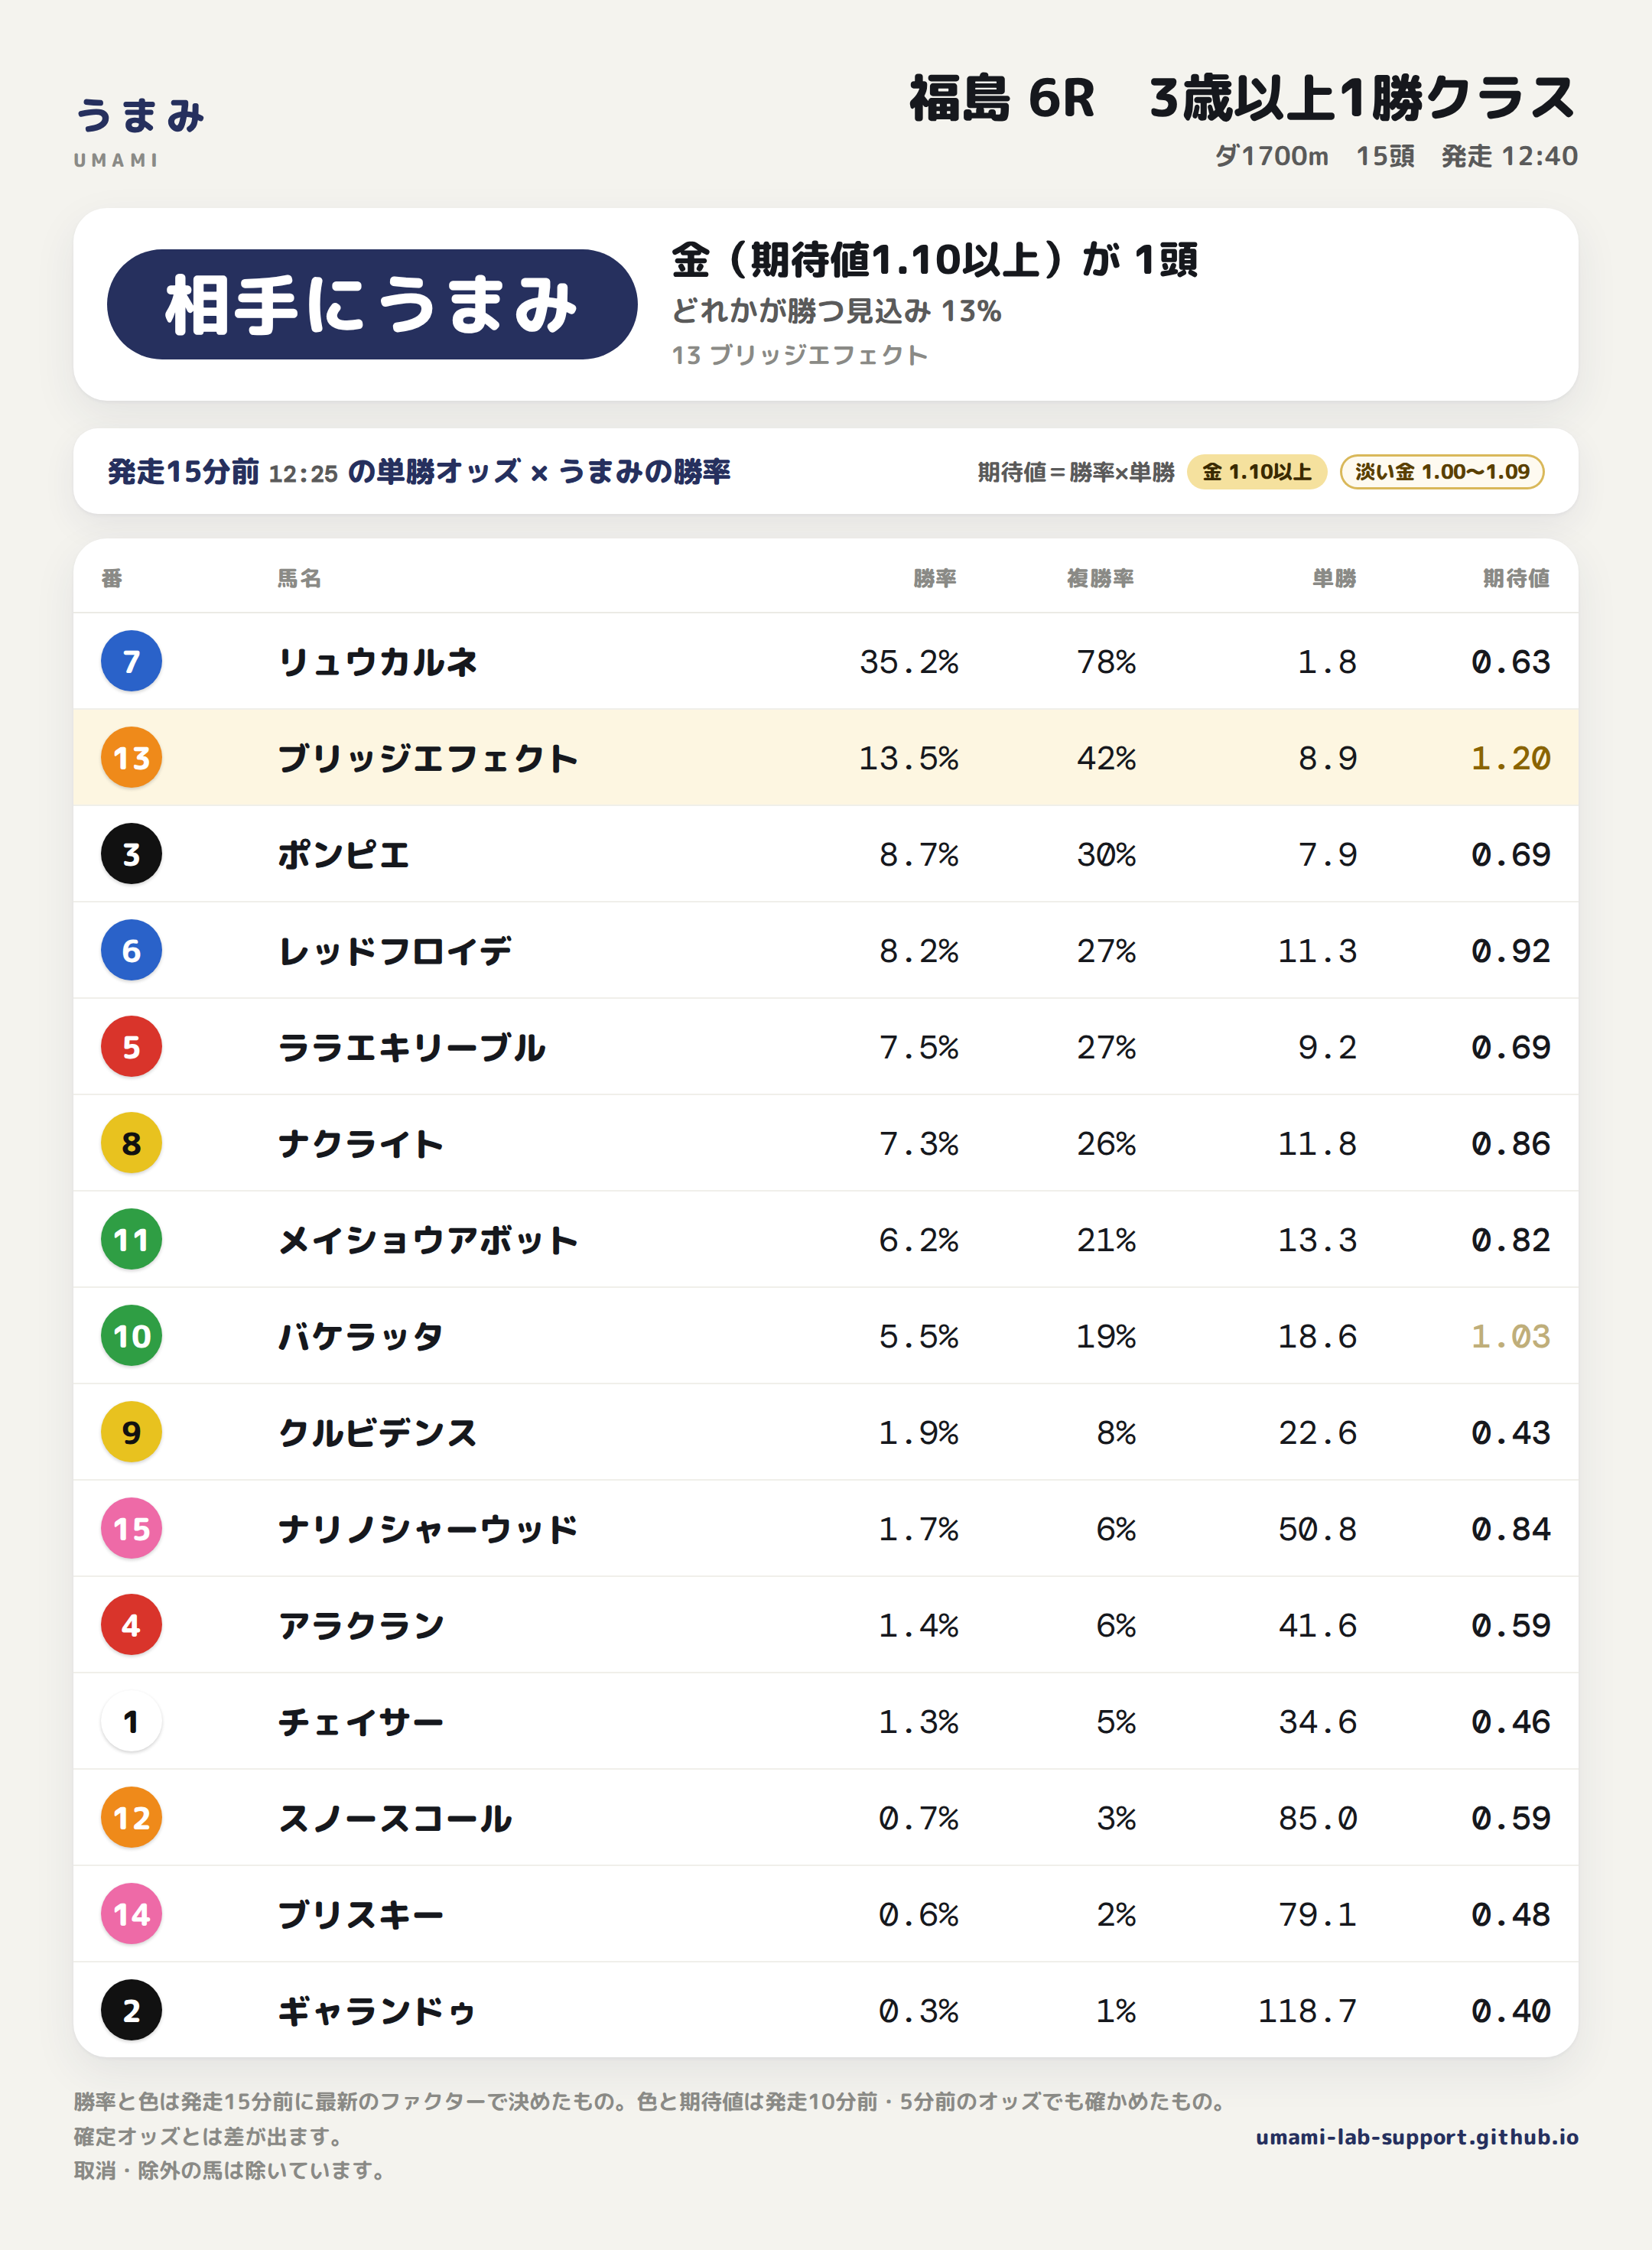 うまみ
UMAMI
福島 6R　3歳以上1勝クラス
ダ1700m　15頭　発走 12:40
相手にうまみ
金（期待値1.10以上）が 1頭
どれかが勝つ見込み 13%
13 ブリッジエフェクト
発走15分前 12:25 の単勝オッズ × うまみの勝率
期待値＝勝率×単勝 金 1.10以上 淡い金 1.00〜1.09
番 馬名 勝率 複勝率 単勝 期待値
7 リュウカルネ 35.2% 78% 1.8 0.63
13 ブリッジエフェクト 13.5% 42% 8.9 1.20
3 ポンピエ 8.7% 30% 7.9 0.69
6 レッドフロイデ 8.2% 27% 11.3 0.92
5 ララエキリーブル 7.5% 27% 9.2 0.69
8 ナクライト 7.3% 26% 11.8 0.86
11 メイショウアボット 6.2% 21% 13.3 0.82
10 バケラッタ 5.5% 19% 18.6 1.03
9 クルビデンス 1.9% 8% 22.6 0.43
15 ナリノシャーウッド 1.7% 6% 50.8 0.84
4 アラクラン 1.4% 6% 41.6 0.59
1 チェイサー 1.3% 5% 34.6 0.46
12 スノースコール 0.7% 3% 85.0 0.59
14 ブリスキー 0.6% 2% 79.1 0.48
2 ギャランドゥ 0.3% 1% 118.7 0.40
勝率と色は発走15分前に最新のファクターで決めたもの。色と期待値は発走10分前・5分前のオッズでも確かめたもの。
確定オッズとは差が出ます。
取消・除外の馬は除いています。
umami-lab-support.github.io